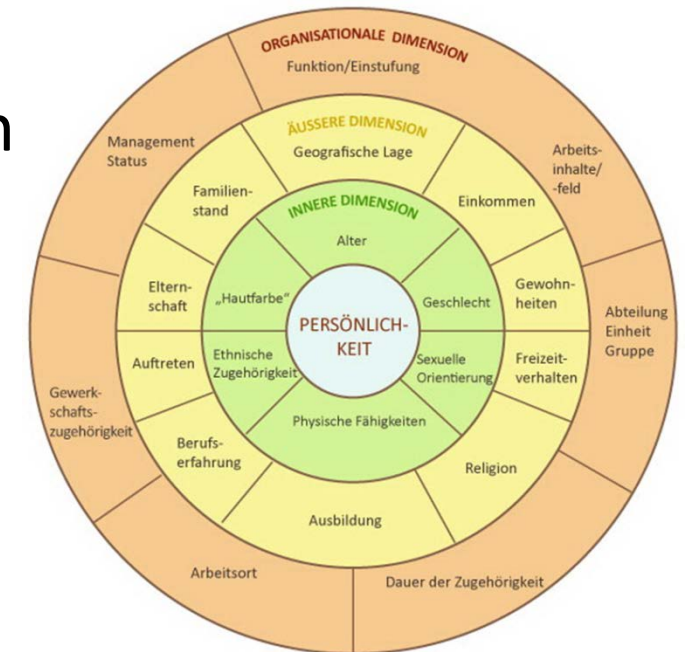 n
ORGANISATIONALE DIMENSION
Funktion/Einstufung
Arbeits-
inhalte/
-feld
Abteilung
Einheit
Gruppe
Dauer der Zugehörigkeit
Arbeitsort
Gewerk-
schafts-
zugehörigkeit
Management
Status
ÄUSSERE DIMENSION
Geografische Lage
Einkommen
Gewohn-
heiten
Freizeit-
verhalten
Religion
Ausbildung
Berufs-
erfahrung
Auftreten
Eltern-
schaft
Familien-
stand
INNERE DIMENSION
Alter
Geschlecht
Sexuelle
Orientierung
Physische Fähigkeiten
Ethnische
Zugehörigkeit
„Hautfarbe“
PERSÖNLICH-
KEIT